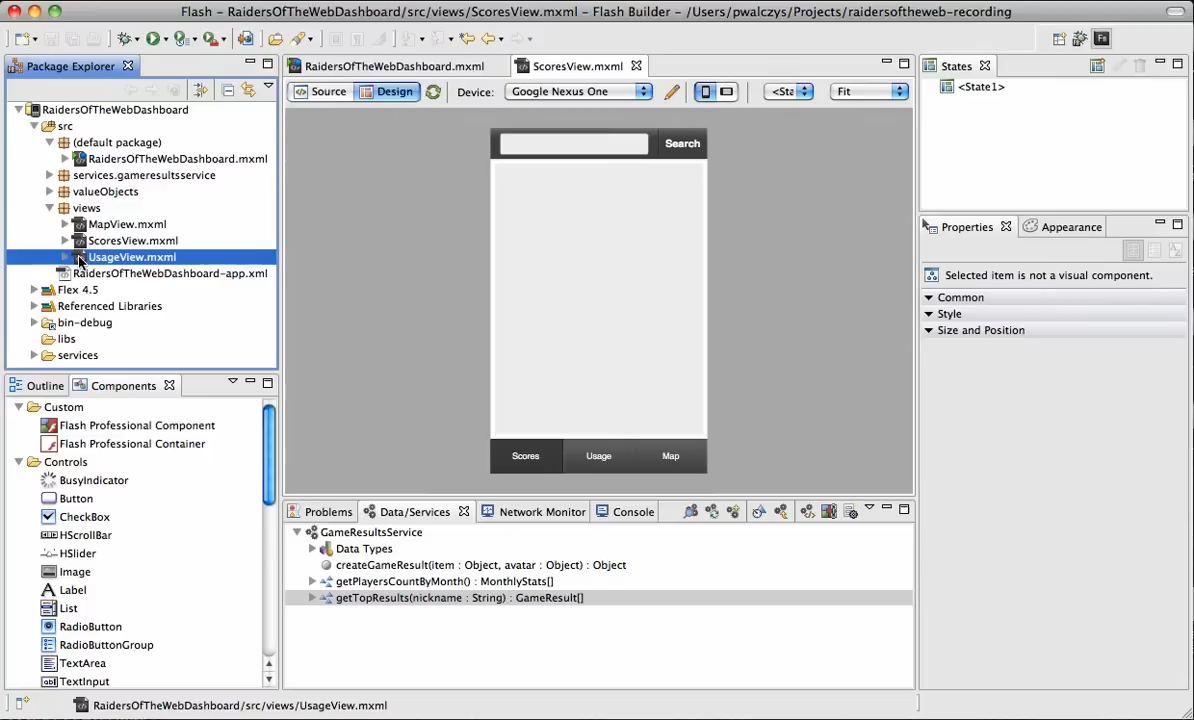 Flash - RaidersOfTheWebDashboard/src/views/ScoresView.mxml - Flash Builder - /Users/pwalczys/Projects/raidersoftheweb-recording
Package Explorer
RaidersOfTheWebDashboard
src
(default package)
RaidersOfTheWebDashboard.mxml
services.gameresultsservice
valueObjects
views
MapView.mxml
ScoresView.mxml
UsageView.mxml
RaidersOfTheWebDashboard-app.xml
Flex 4.5
Referenced Libraries
bin-debug
libs
services
Outline Components
Custom
Flash Professional Component
Flash Professional Container
Controls
BusyIndicator
Button
CheckBox
HScrollBar
HSlider
Image
Label
List
RadioButton
RadioButtonGroup
TextArea
TextInput
RaidersOfTheWebDashboard.mxml ScoresView.mxml
Source Design Device: Google Nexus One <Sta Fit
Search
Scores Usage Map
Problems Data/Services Network Monitor Console
GameResultsService
Data Types
createGameResult(item : Object, avatar : Object) : Object
getPlayersCountByMonth() : MonthlyStats[]
getTopResults(nickname : String) : GameResult[]
States
<State1>
Properties Appearance
Selected item is not a visual component.
Common
Style
Size and Position
RaidersOfTheWebDashboard/src/views/UsageView.mxml